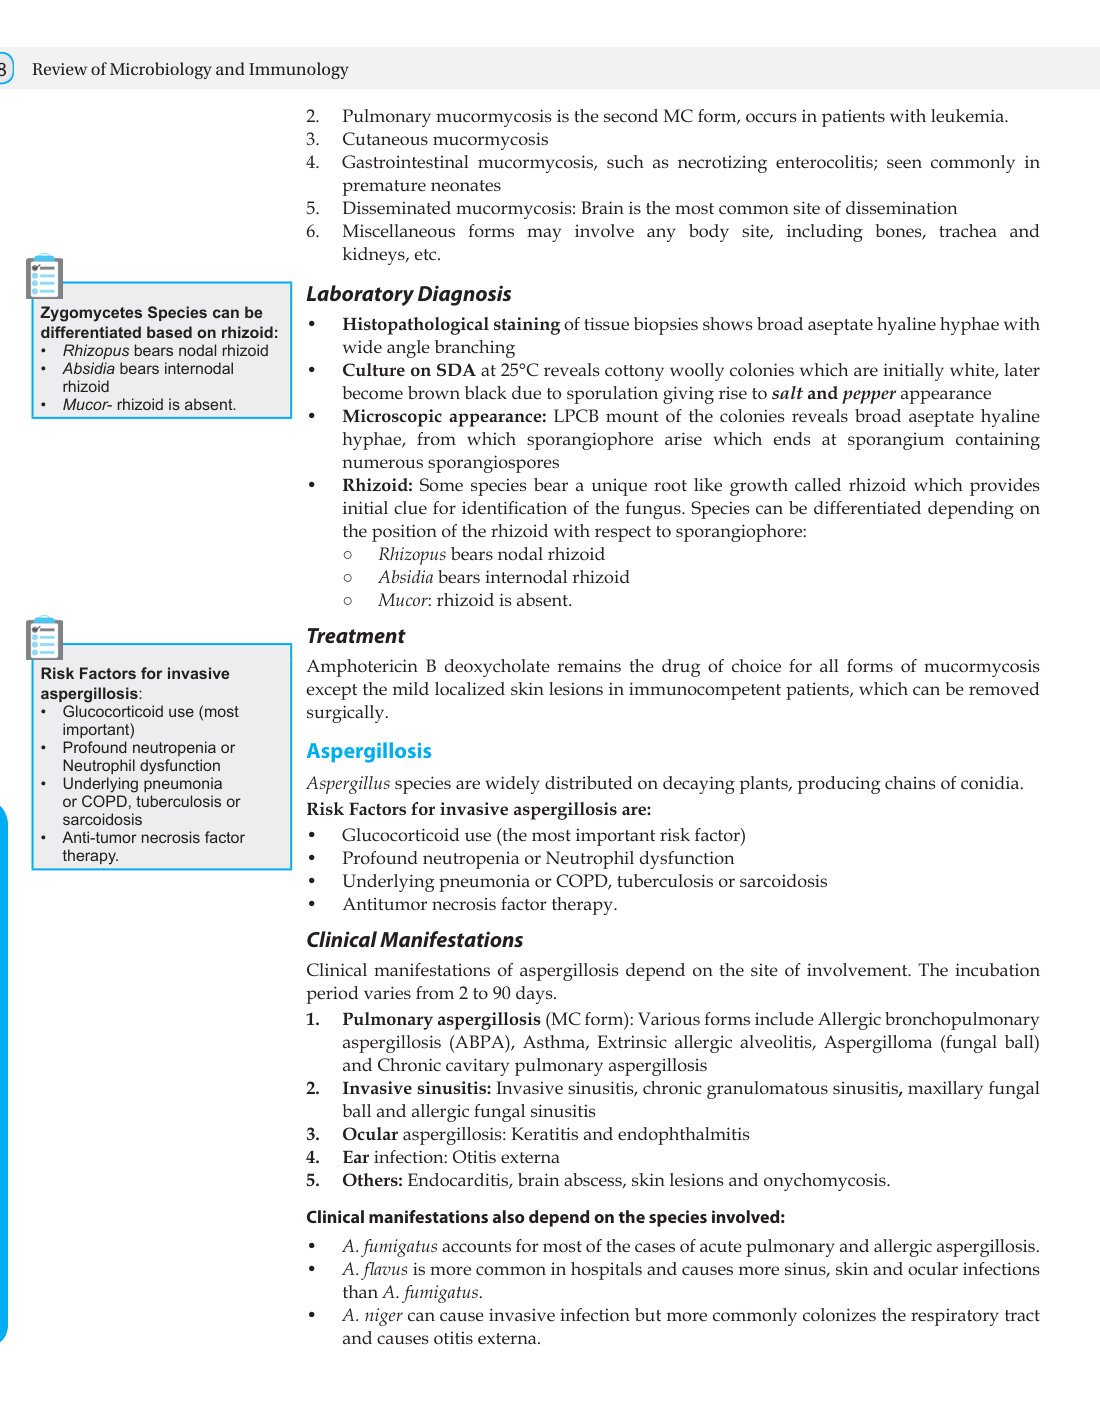 8
Review of Microbiology and Immunology
2. Pulmonary mucormycosis is the second MC form, occurs in patients with leukemia.
3. Cutaneous mucormycosis
4. Gastrointestinal mucormycosis, such as necrotizing enterocolitis; seen commonly in
premature neonates
5. Disseminated mucormycosis: Brain is the most common site of dissemination
6. Miscellaneous forms may involve any body site, including bones, trachea and
kidneys, etc.
Zygomycetes Species can be
differentiated based on rhizoid:
• Rhizopus bears nodal rhizoid
• Absidia bears internodal
rhizoid
• Mucor- rhizoid is absent.
Laboratory Diagnosis
• Histopathological staining of tissue biopsies shows broad aseptate hyaline hyphae with
wide angle branching
• Culture on SDA at 25°C reveals cottony woolly colonies which are initially white, later
become brown black due to sporulation giving rise to salt and pepper appearance
• Microscopic appearance: LPCB mount of the colonies reveals broad aseptate hyaline
hyphae, from which sporangiophore arise which ends at sporangium containing
numerous sporangiospores
• Rhizoid: Some species bear a unique root like growth called rhizoid which provides
initial clue for identification of the fungus. Species can be differentiated depending on
the position of the rhizoid with respect to sporangiophore:
○ Rhizopus bears nodal rhizoid
○ Absidia bears internodal rhizoid
○ Mucor: rhizoid is absent.
Treatment
Amphotericin B deoxycholate remains the drug of choice for all forms of mucormycosis
except the mild localized skin lesions in immunocompetent patients, which can be removed
surgically.
Risk Factors for invasive
aspergillosis:
• Glucocorticoid use (most
important)
• Profound neutropenia or
Neutrophil dysfunction
• Underlying pneumonia
or COPD, tuberculosis or
sarcoidosis
• Anti-tumor necrosis factor
therapy.
Aspergillosis
Aspergillus species are widely distributed on decaying plants, producing chains of conidia.
Risk Factors for invasive aspergillosis are:
• Glucocorticoid use (the most important risk factor)
• Profound neutropenia or Neutrophil dysfunction
• Underlying pneumonia or COPD, tuberculosis or sarcoidosis
• Antitumor necrosis factor therapy.
Clinical Manifestations
Clinical manifestations of aspergillosis depend on the site of involvement. The incubation
period varies from 2 to 90 days.
1. Pulmonary aspergillosis (MC form): Various forms include Allergic bronchopulmonary
aspergillosis (ABPA), Asthma, Extrinsic allergic alveolitis, Aspergilloma (fungal ball)
and Chronic cavitary pulmonary aspergillosis
2. Invasive sinusitis: Invasive sinusitis, chronic granulomatous sinusitis, maxillary fungal
ball and allergic fungal sinusitis
3. Ocular aspergillosis: Keratitis and endophthalmitis
4. Ear infection: Otitis externa
5. Others: Endocarditis, brain abscess, skin lesions and onychomycosis.
Clinical manifestations also depend on the species involved:
• A. fumigatus accounts for most of the cases of acute pulmonary and allergic aspergillosis.
• A. flavus is more common in hospitals and causes more sinus, skin and ocular infections
than A. fumigatus.
• A. niger can cause invasive infection but more commonly colonizes the respiratory tract
and causes otitis externa.